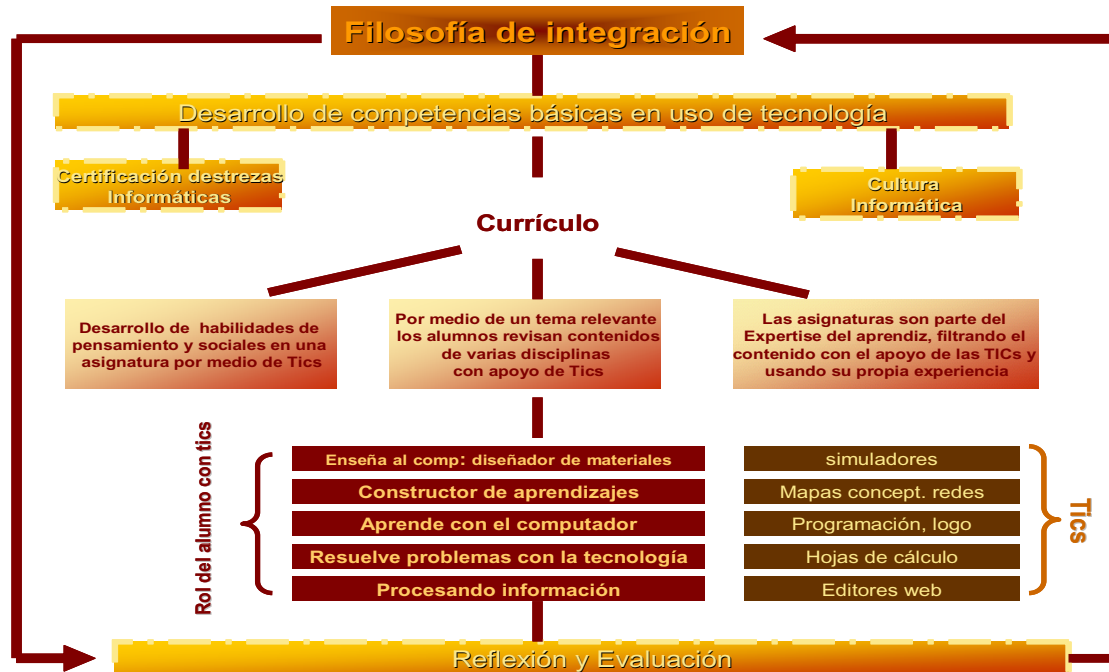 Filosofía de integración
Desarrollo de competencias básicas en uso de tecnología
Certificación destrezas
Informáticas
Cultura
Informática
Currículo
Desarrollo de habilidades de
pensamiento y sociales en una
asignatura por medio de Tics
Por medio de un tema relevante
los alumnos revisan contenidos
de varias disciplinas
con apoyo de Tics
Las asignaturas son parte del
Expertise del aprendiz, filtrando el
contenido con el apoyo de las TICs y
usando su propia experiencia
Rol del alumno con tics
Enseña al comp: diseñador de materiales
Constructor de aprendizajes
Aprende con el computador
Resuelve problemas con la tecnología
Procesando información
simuladores
Mapas concept. redes
Programación, logo
Hojas de cálculo
Editores web
Tics
Reflexión y Evaluación